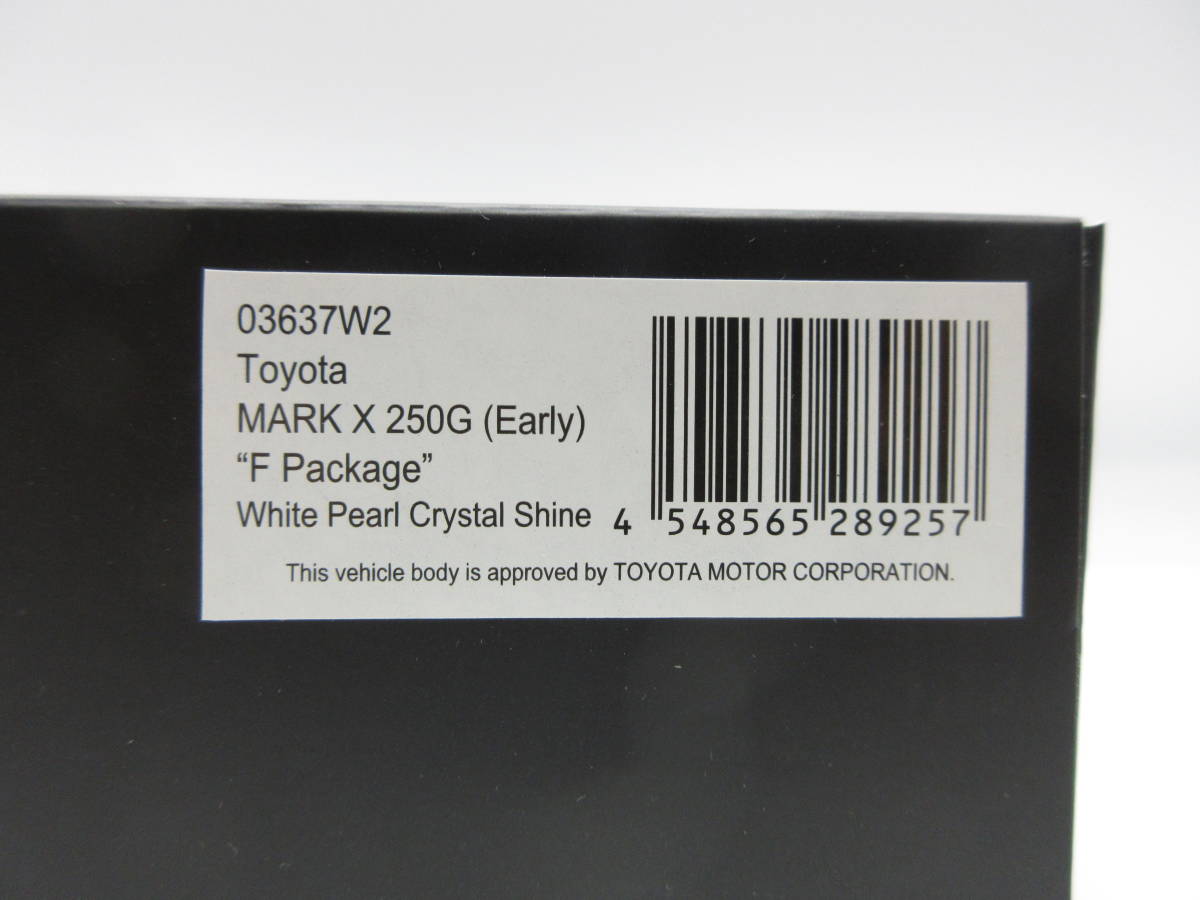 03637W2
Toyota
MARK X 250G (Early)
“F Package”
White Pearl Crystal Shine
4 548565 289257
This vehicle body is approved by TOYOTA MOTOR CORPORATION.